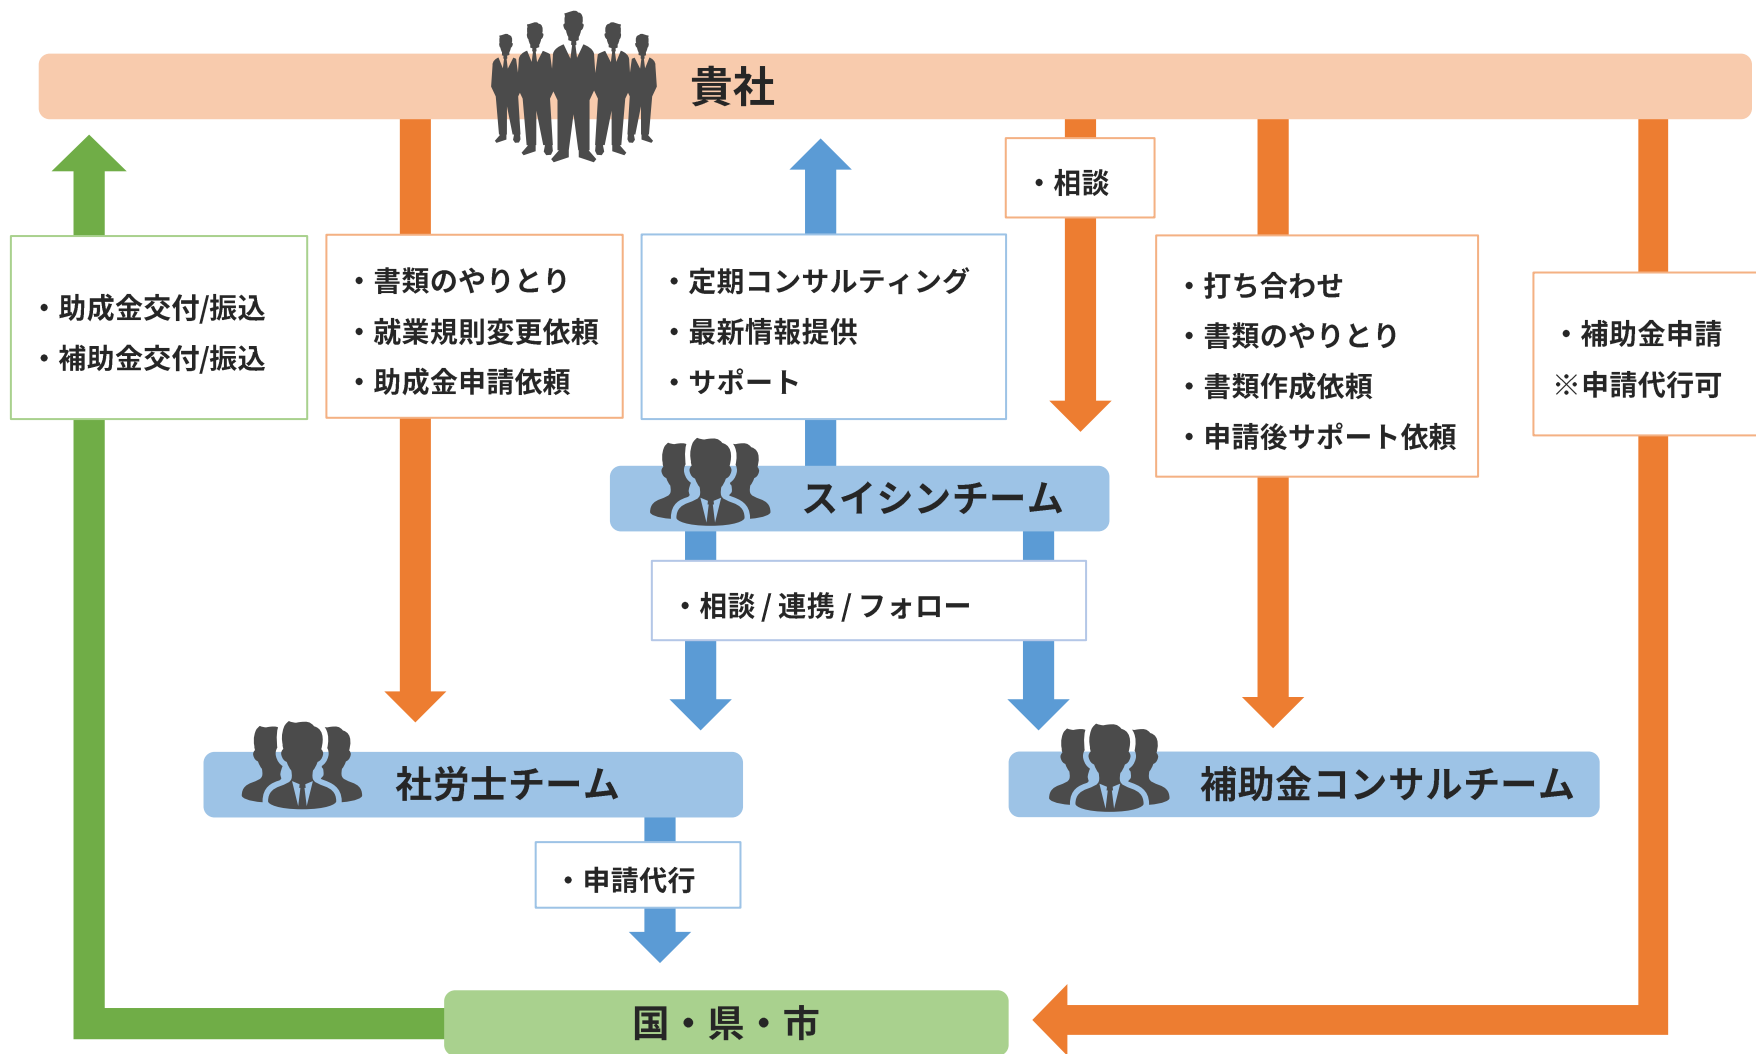 貴社
・助成金交付/振込
・補助金交付/振込
・書類のやりとり
・就業規則変更依頼
・助成金申請依頼
・定期コンサルティング
・最新情報提供
・サポート
・相談
・打ち合わせ
・書類のやりとり
・書類作成依頼
・申請後サポート依頼
・補助金申請
※申請代行可
スイシンチーム
・相談 / 連携 / フォロー
社労士チーム
補助金コンサルチーム
・申請代行
国・県・市